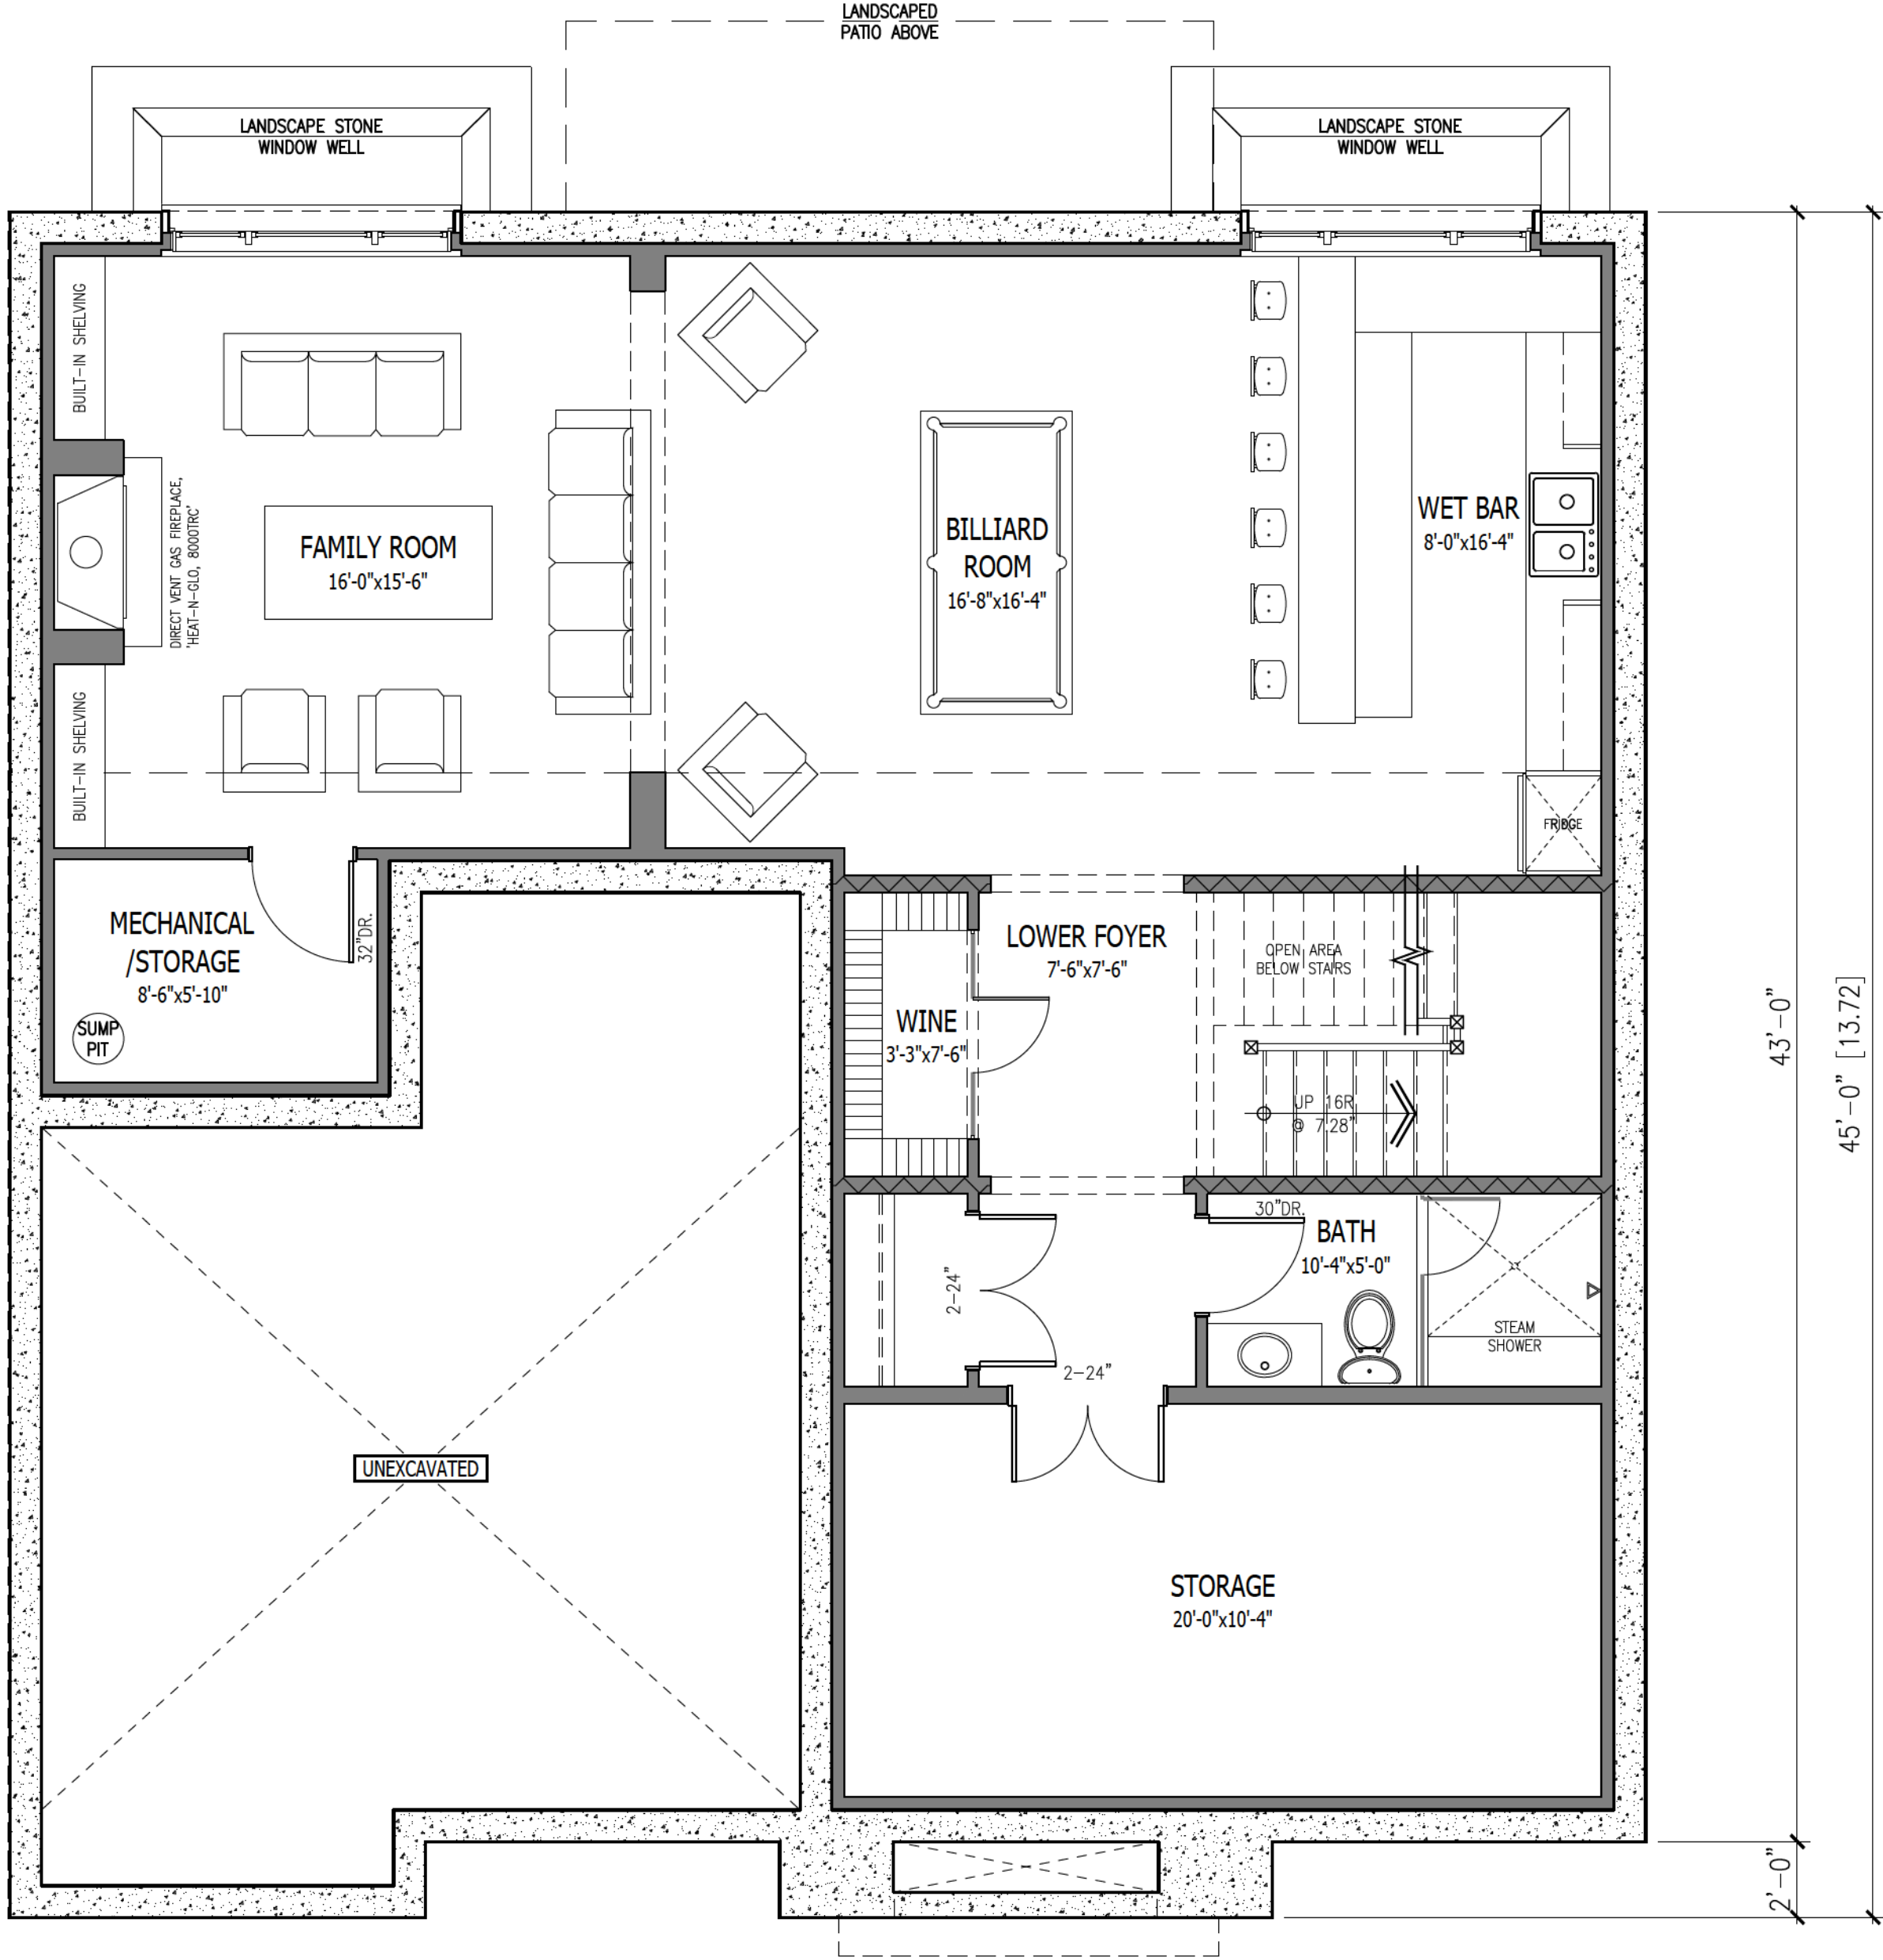 LANDSCAPED
PATIO ABOVE
LANDSCAPE STONE
WINDOW WELL
LANDSCAPE STONE
WINDOW WELL
BUILT-IN SHELVING
DIRECT VENT GAS FIREPLACE,
'HEAT-N-GLO, 8000TRC'
FAMILY ROOM
16'-0"x15'-6"
BILLIARD
ROOM
16'-8"x16'-4"
WET BAR
8'-0"x16'-4"
BUILT-IN SHELVING
FRIDGE
MECHANICAL
/STORAGE
8'-6"x5'-10"
32"DR.
SUMP
PIT
LOWER FOYER
7'-6"x7'-6"
OPEN AREA
BELOW STAIRS
WINE
3'-3"x7'-6"
UP 16R
@ 7.28"
43'-0"
45'-0" [13.72]
30"DR.
BATH
10'-4"x5'-0"
2-24"
STEAM
SHOWER
2-24"
UNEXCAVATED
STORAGE
20'-0"x10'-4"
2'-0"